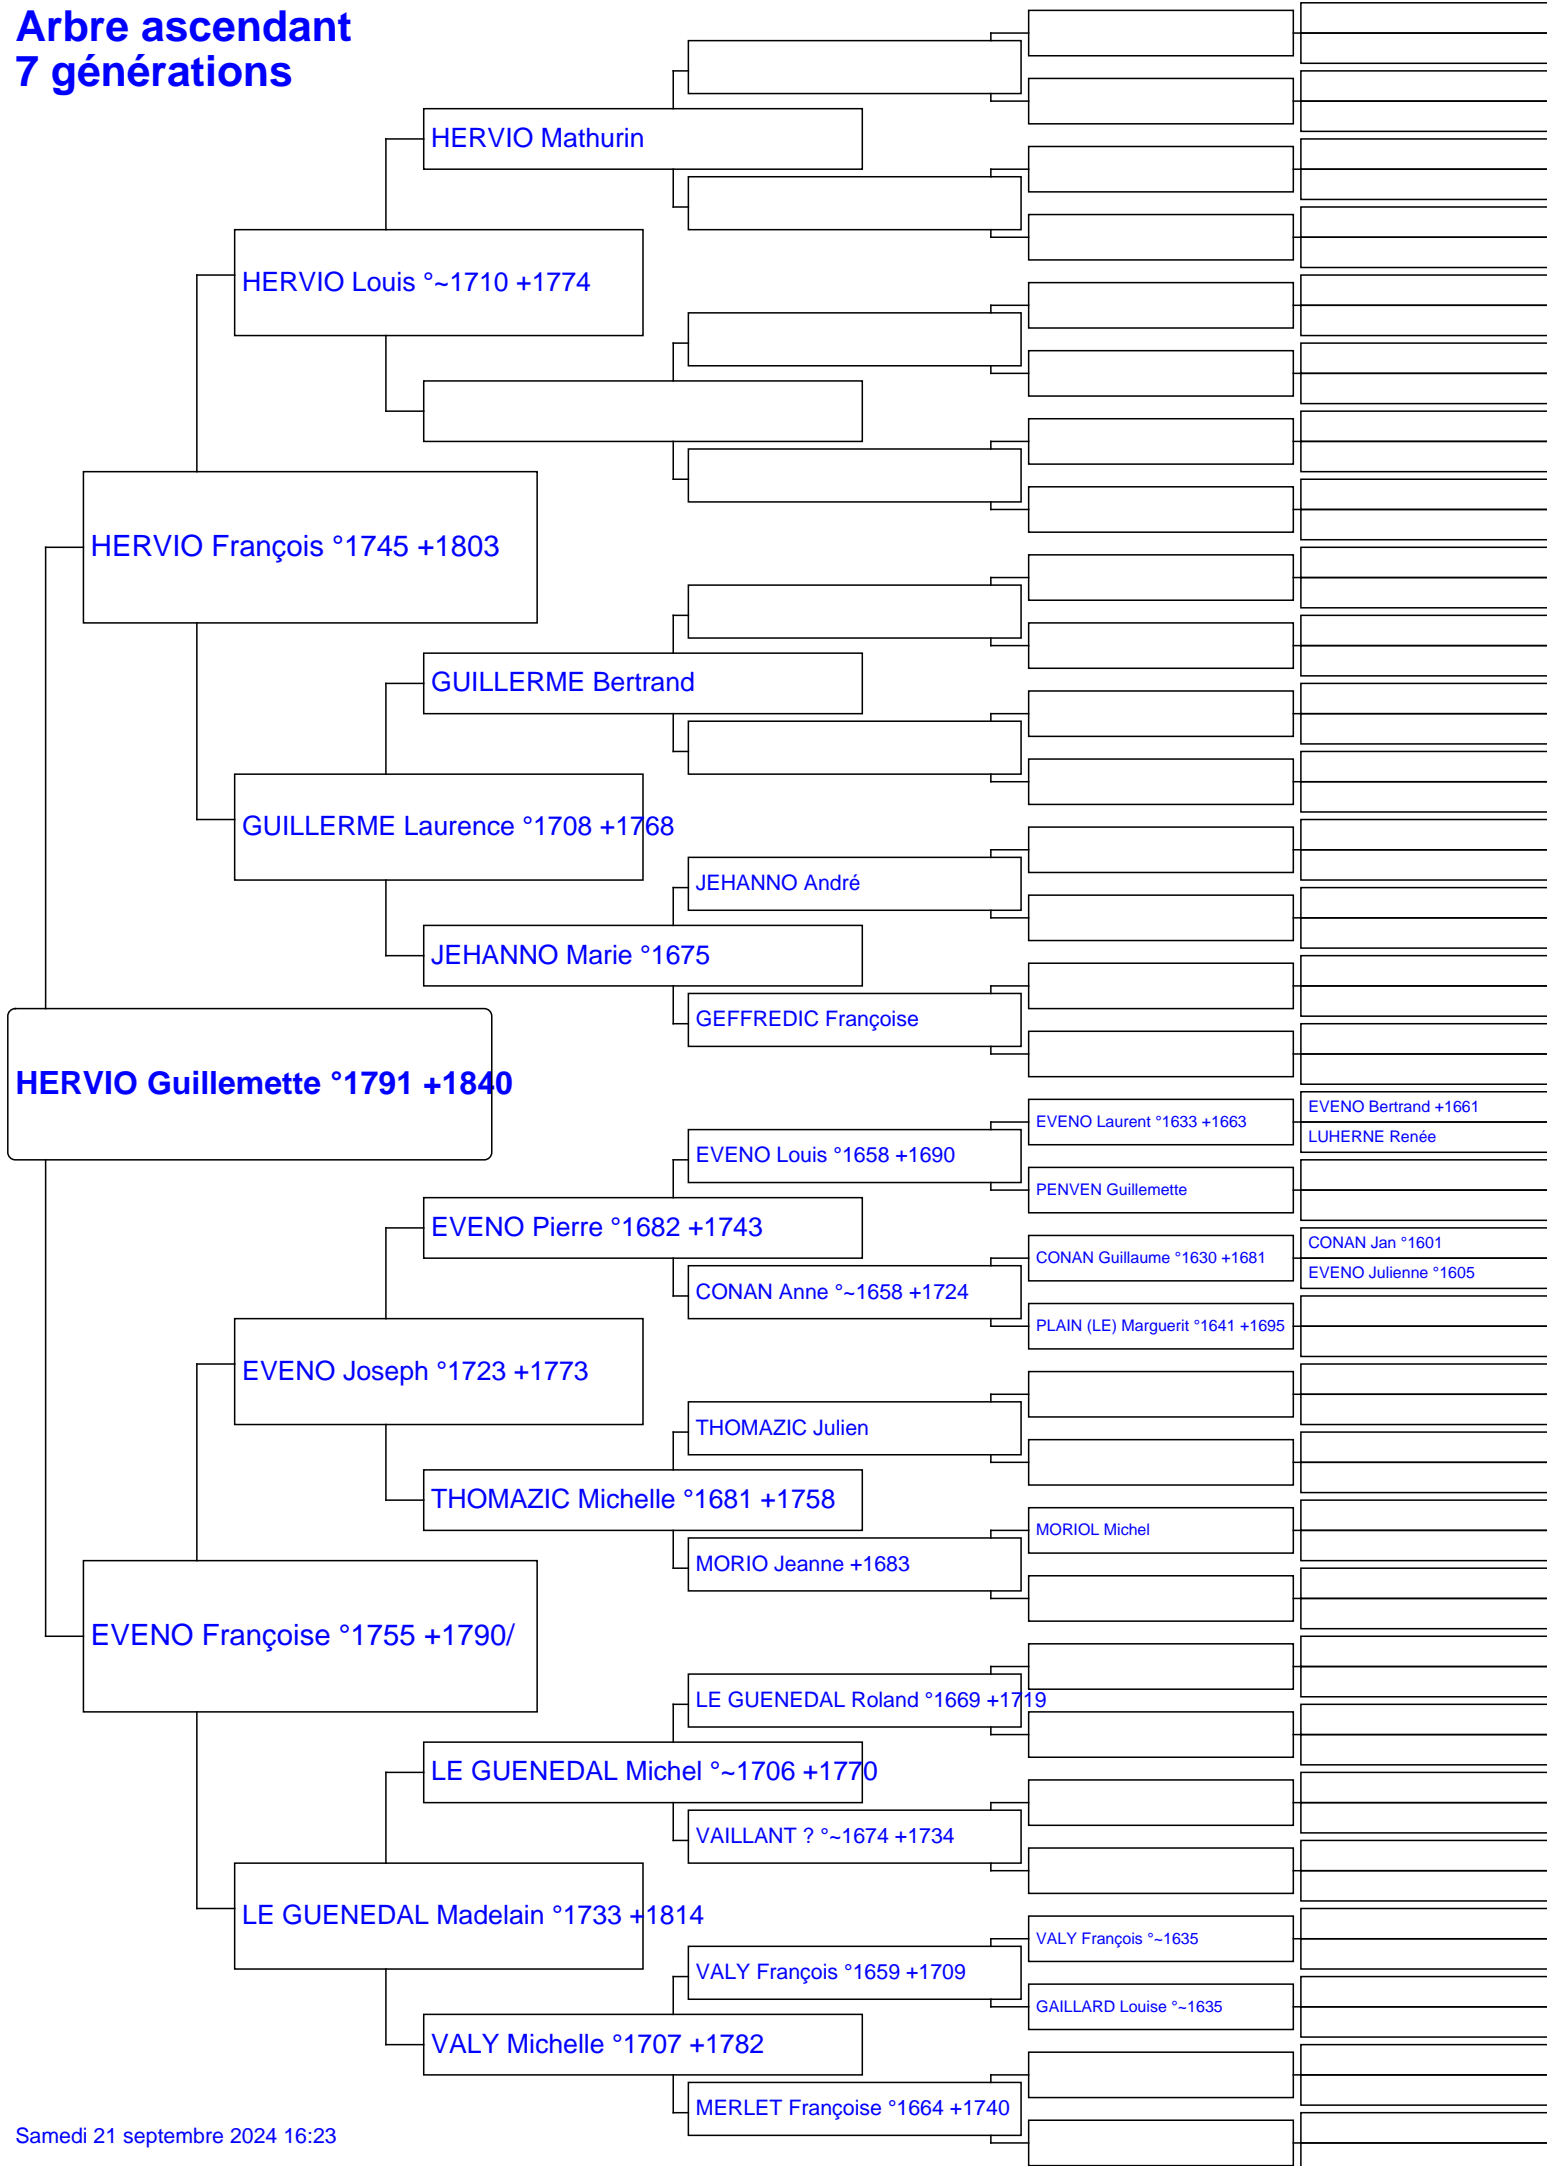 Arbre ascendant
7 générations
HERVIO Mathurin
HERVIO Louis °~1710 +1774
HERVIO François °1745 +1803
GUILLERME Bertrand
GUILLERME Laurence °1708 +1768
JEHANNO André
JEHANNO Marie °1675
GEFFREDIC Françoise
HERVIO Guillemette °1791 +1840
EVENO Bertrand +1661
EVENO Laurent °1633 +1663
LUHERNE Renée
EVENO Louis °1658 +1690
PENVEN Guillemette
EVENO Pierre °1682 +1743
CONAN Jan °1601
CONAN Guillaume °1630 +1681
EVENO Julienne °1605
CONAN Anne °~1658 +1724
PLAIN (LE) Marguerit °1641 +1695
EVENO Joseph °1723 +1773
THOMAZIC Julien
THOMAZIC Michelle °1681 +1758
MORIOL Michel
MORIO Jeanne +1683
EVENO Françoise °1755 +1790/
LE GUENEDAL Roland °1669 +1719
LE GUENEDAL Michel °~1706 +1770
VAILLANT ? °~1674 +1734
LE GUENEDAL Madelain °1733 +1814
VALY François °~1635
VALY François °1659 +1709
GAILLARD Louise °~1635
VALY Michelle °1707 +1782
MERLET Françoise °1664 +1740
Samedi 21 septembre 2024 16:23